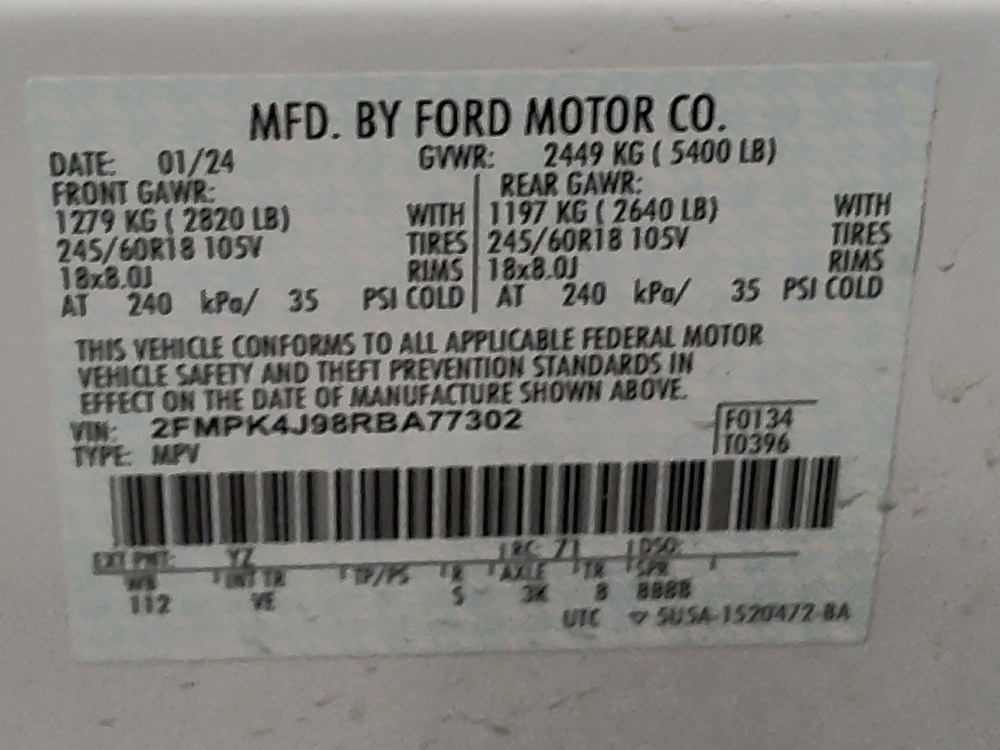 MFD. BY FORD MOTOR CO.
DATE: 01/24 GVWR: 2449 KG ( 5400 LB)
FRONT GAWR: REAR GAWR:
1279 KG ( 2820 LB) WITH 1197 KG ( 2640 LB) WITH
245/60R18 105V TIRES 245/60R18 105V TIRES
18x8.0J RIMS 18x8.0J RIMS
AT 240 kPa/ 35 PSI COLD AT 240 kPa/ 35 PSI COLD
THIS VEHICLE CONFORMS TO ALL APPLICABLE FEDERAL MOTOR
VEHICLE SAFETY AND THEFT PREVENTION STANDARDS IN
EFFECT ON THE DATE OF MANUFACTURE SHOWN ABOVE.
VIN: 2FMPK4J98RBA77302 F0134
TYPE: MPV T0396
EXT PNT: YZ RC: 71 DSO:
WB INT TR TP/PS R AXLE TR SPR
112 VE S 3K 8 BBBB
UTC ▽ 5USA-1520472-BA